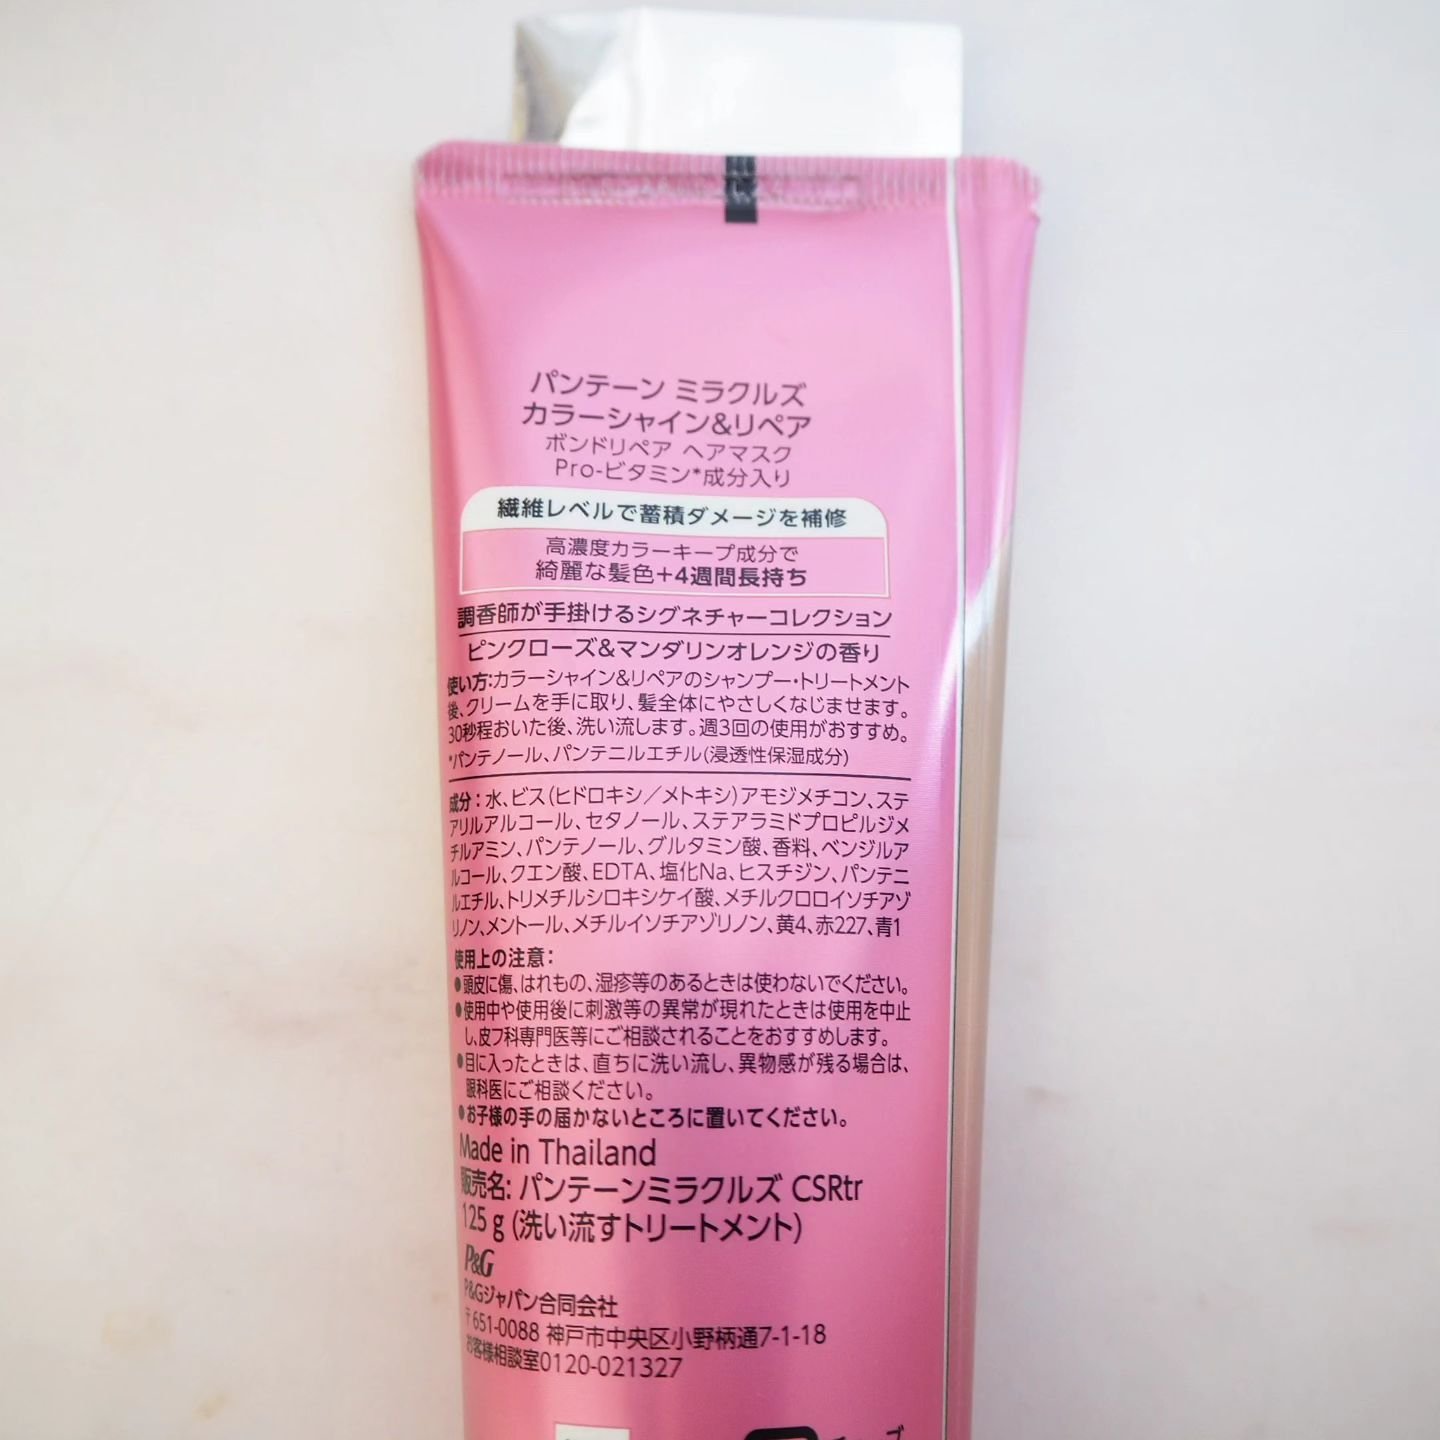 パンテーン ミラクルズ
カラーシャイン&リペア
ボンドリペア ヘアマスク
Pro-ビタミン*成分入り
繊維レベルで蓄積ダメージを補修
高濃度カラーキープ成分で
綺麗な髪色+4週間長持ち
調香師が手掛けるシグネチャーコレクション
ピンクローズ&マンダリンオレンジの香り
使い方:カラーシャイン&リペアのシャンプー・トリートメント
後、クリームを手に取り、髪全体にやさしくなじませます。
30秒程おいた後、洗い流します。週3回の使用がおすすめ。
*パンテノール、パンテニルエチル(浸透性保湿成分)
成分:水、ビス(ヒドロキシ／メトキシ)アモジメチコン、ステ
アリルアルコール、セタノール、ステアラミドプロピルジメ
チルアミン、パンテノール、グルタミン酸、香料、ベンジルア
ルコール、クエン酸、EDTA、塩化Na、ヒスチジン、パンテニ
ルエチル、トリメチルシロキシケイ酸、メチルクロロイソチアゾ
リノン、メントール、メチルイソチアゾリノン、黄4、赤227、青1
使用上の注意:
●頭皮に傷、はれもの、湿疹等のあるときは使わないでください。
●使用中や使用後に刺激等の異常が現れたときは使用を中止
し、皮フ科専門医等にご相談されることをおすすめします。
●目に入ったときは、直ちに洗い流し、異物感が残る場合は、
眼科医にご相談ください。
●お子様の手の届かないところに置いてください。
Made in Thailand
販売名: パンテーンミラクルズ CSRtr
125 g (洗い流すトリートメント)
P&G
P&Gジャパン合同会社
〒651-0088 神戸市中央区小野柄通7-1-18
お客様相談室0120-021327